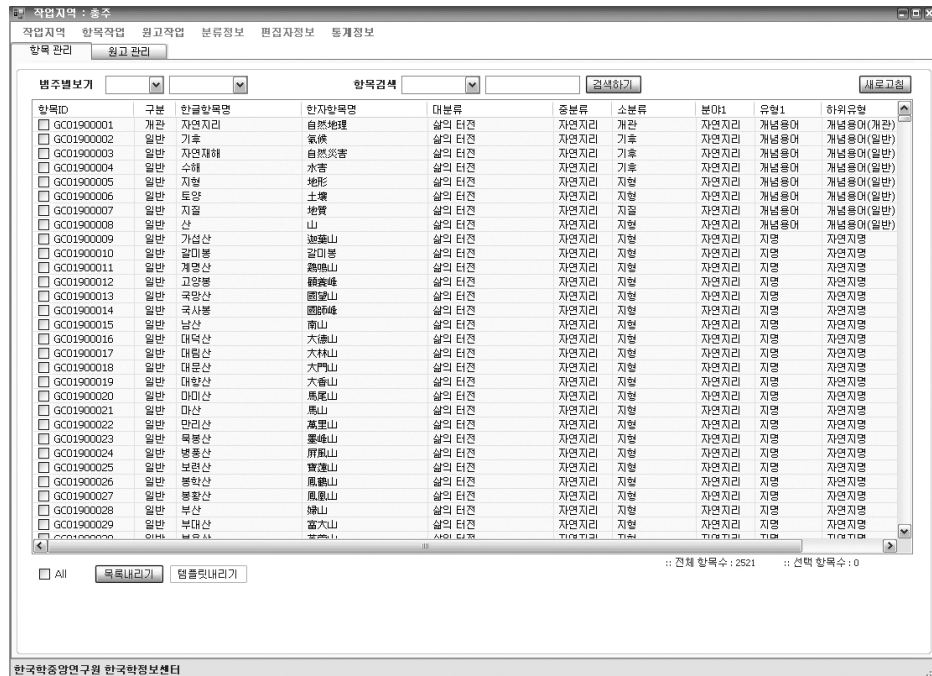 작업지역 : 충주
작업지역 항목작업 원고작업 분류정보 편집자정보 통계정보
항목 관리 원고 관리
범주별보기 항목검색 검색하기 새로고침
항목ID 구분 한글항목명 한자항목명 대분류 중분류 소분류 분야1 유형1 하위유형
GC01900001 개관 자연지리 自然地理 삶의 터전 자연지리 개관 자연지리 개념용어 개념용어(개관)
GC01900002 일반 기후 氣候 삶의 터전 자연지리 기후 자연지리 개념용어 개념용어(일반)
GC01900003 일반 자연재해 自然災害 삶의 터전 자연지리 기후 자연지리 개념용어 개념용어(일반)
GC01900004 일반 수해 水害 삶의 터전 자연지리 기후 자연지리 개념용어 개념용어(일반)
GC01900005 일반 지형 地形 삶의 터전 자연지리 지형 자연지리 개념용어 개념용어(일반)
GC01900006 일반 토양 土壤 삶의 터전 자연지리 지형 자연지리 개념용어 개념용어(일반)
GC01900007 일반 지질 地質 삶의 터전 자연지리 지질 자연지리 개념용어 개념용어(일반)
GC01900008 일반 산 山 삶의 터전 자연지리 지형 자연지리 개념용어 개념용어(일반)
GC01900009 일반 가섭산 迦葉山 삶의 터전 자연지리 지형 자연지리 지명 자연지명
GC01900010 일반 갈미봉 갈미봉 삶의 터전 자연지리 지형 자연지리 지명 자연지명
GC01900011 일반 계명산 鷄鳴山 삶의 터전 자연지리 지형 자연지리 지명 자연지명
GC01900012 일반 고양봉 삶의 터전 자연지리 지형 자연지리 지명 자연지명
GC01900013 일반 국망산 國望山 삶의 터전 자연지리 지형 자연지리 지명 자연지명
GC01900014 일반 국사봉 國師峰 삶의 터전 자연지리 지형 자연지리 지명 자연지명
GC01900015 일반 남산 南山 삶의 터전 자연지리 지형 자연지리 지명 자연지명
GC01900016 일반 대덕산 大德山 삶의 터전 자연지리 지형 자연지리 지명 자연지명
GC01900017 일반 대림산 大林山 삶의 터전 자연지리 지형 자연지리 지명 자연지명
GC01900018 일반 대문산 大門山 삶의 터전 자연지리 지형 자연지리 지명 자연지명
GC01900019 일반 대향산 大香山 삶의 터전 자연지리 지형 자연지리 지명 자연지명
GC01900020 일반 마미산 馬尾山 삶의 터전 자연지리 지형 자연지리 지명 자연지명
GC01900021 일반 마산 馬山 삶의 터전 자연지리 지형 자연지리 지명 자연지명
GC01900022 일반 만리산 萬里山 삶의 터전 자연지리 지형 자연지리 지명 자연지명
GC01900023 일반 묵봉산 삶의 터전 자연지리 지형 자연지리 지명 자연지명
GC01900024 일반 병풍산 屛風山 삶의 터전 자연지리 지형 자연지리 지명 자연지명
GC01900025 일반 보련산 寶蓮山 삶의 터전 자연지리 지형 자연지리 지명 자연지명
GC01900026 일반 봉학산 鳳鶴山 삶의 터전 자연지리 지형 자연지리 지명 자연지명
GC01900027 일반 봉황산 鳳凰山 삶의 터전 자연지리 지형 자연지리 지명 자연지명
GC01900028 일반 부산 婦山 삶의 터전 자연지리 지형 자연지리 지명 자연지명
GC01900029 일반 부대산 富大山 삶의 터전 자연지리 지형 자연지리 지명 자연지명
:: 전체 항목수 : 2521 :: 선택 항목수 : 0
All 목록내리기 템플릿내리기
한국학중앙연구원 한국학정보센터